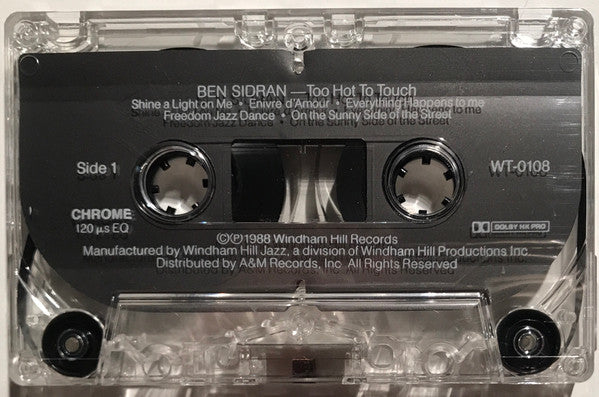 BEN SIDRAN —Too Hot To Touch
Shine a Light on Me • Enivre d'Amour • Everything Happens to me
Freedom Jazz Dance • On the Sunny Side of the Street
Side 1
WT-0108
CHROME
120 µs EQ
DOLBY HX PRO
©℗1988 Windham Hill Records
Manufactured by Windham Hill Jazz, a division of Windham Hill Productions Inc.
Distributed by A&M Records, Inc. All Rights Reserved